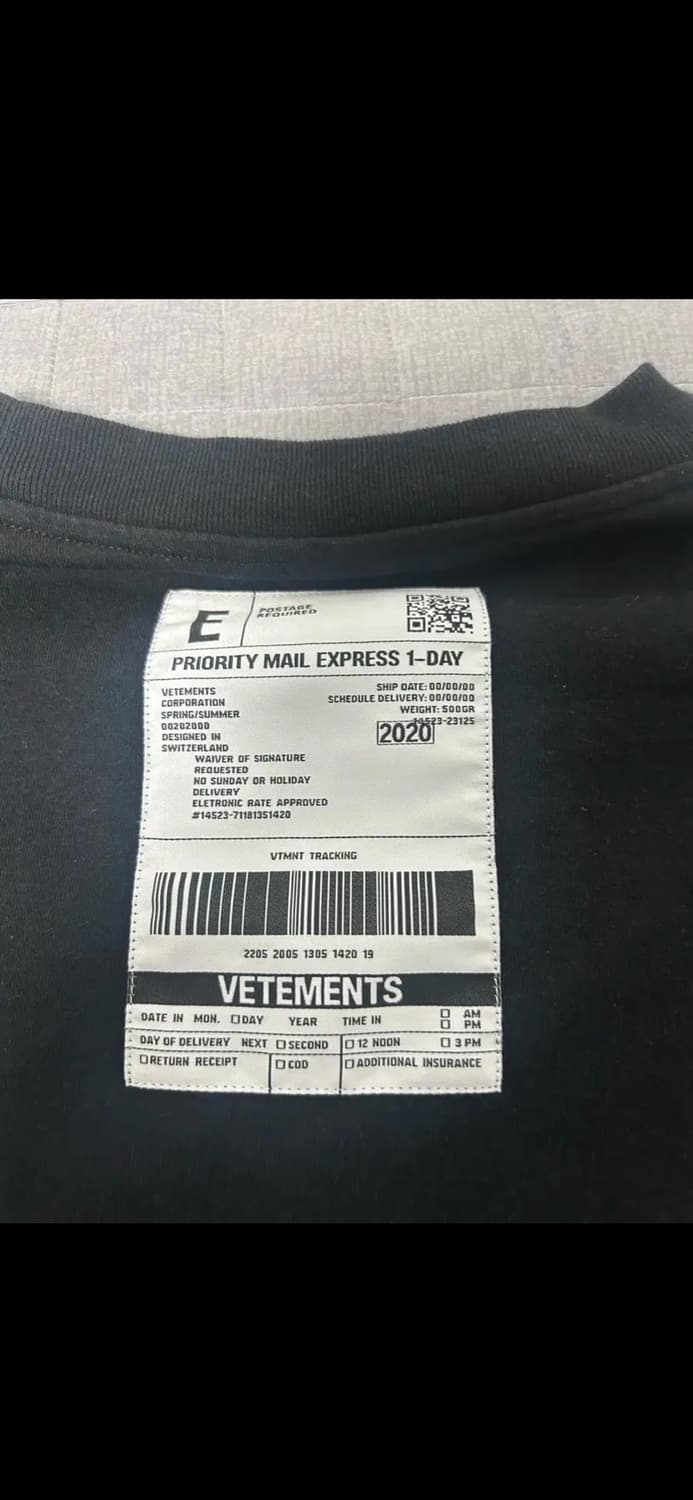 E
POSTAGE
REQUIRED
PRIORITY MAIL EXPRESS 1-DAY
VETEMENTS
CORPORATION
SPRING/SUMMER
00202000
DESIGNED IN
SWITZERLAND
SHIP DATE: 00/00/00
SCHEDULE DELIVERY: 00/00/00
WEIGHT: 500GR
14523-23125
2020
WAIVER OF SIGNATURE
REQUESTED
NO SUNDAY OR HOLIDAY
DELIVERY
ELETRONIC RATE APPROVED
#14523-71181351420
VTMNT TRACKING
2205 2005 1305 1420 19
VETEMENTS
DATE IN MON. DAY YEAR TIME IN AM
PM
DAY OF DELIVERY NEXT SECOND 12 NOON 3 PM
RETURN RECEIPT COD ADDITIONAL INSURANCE